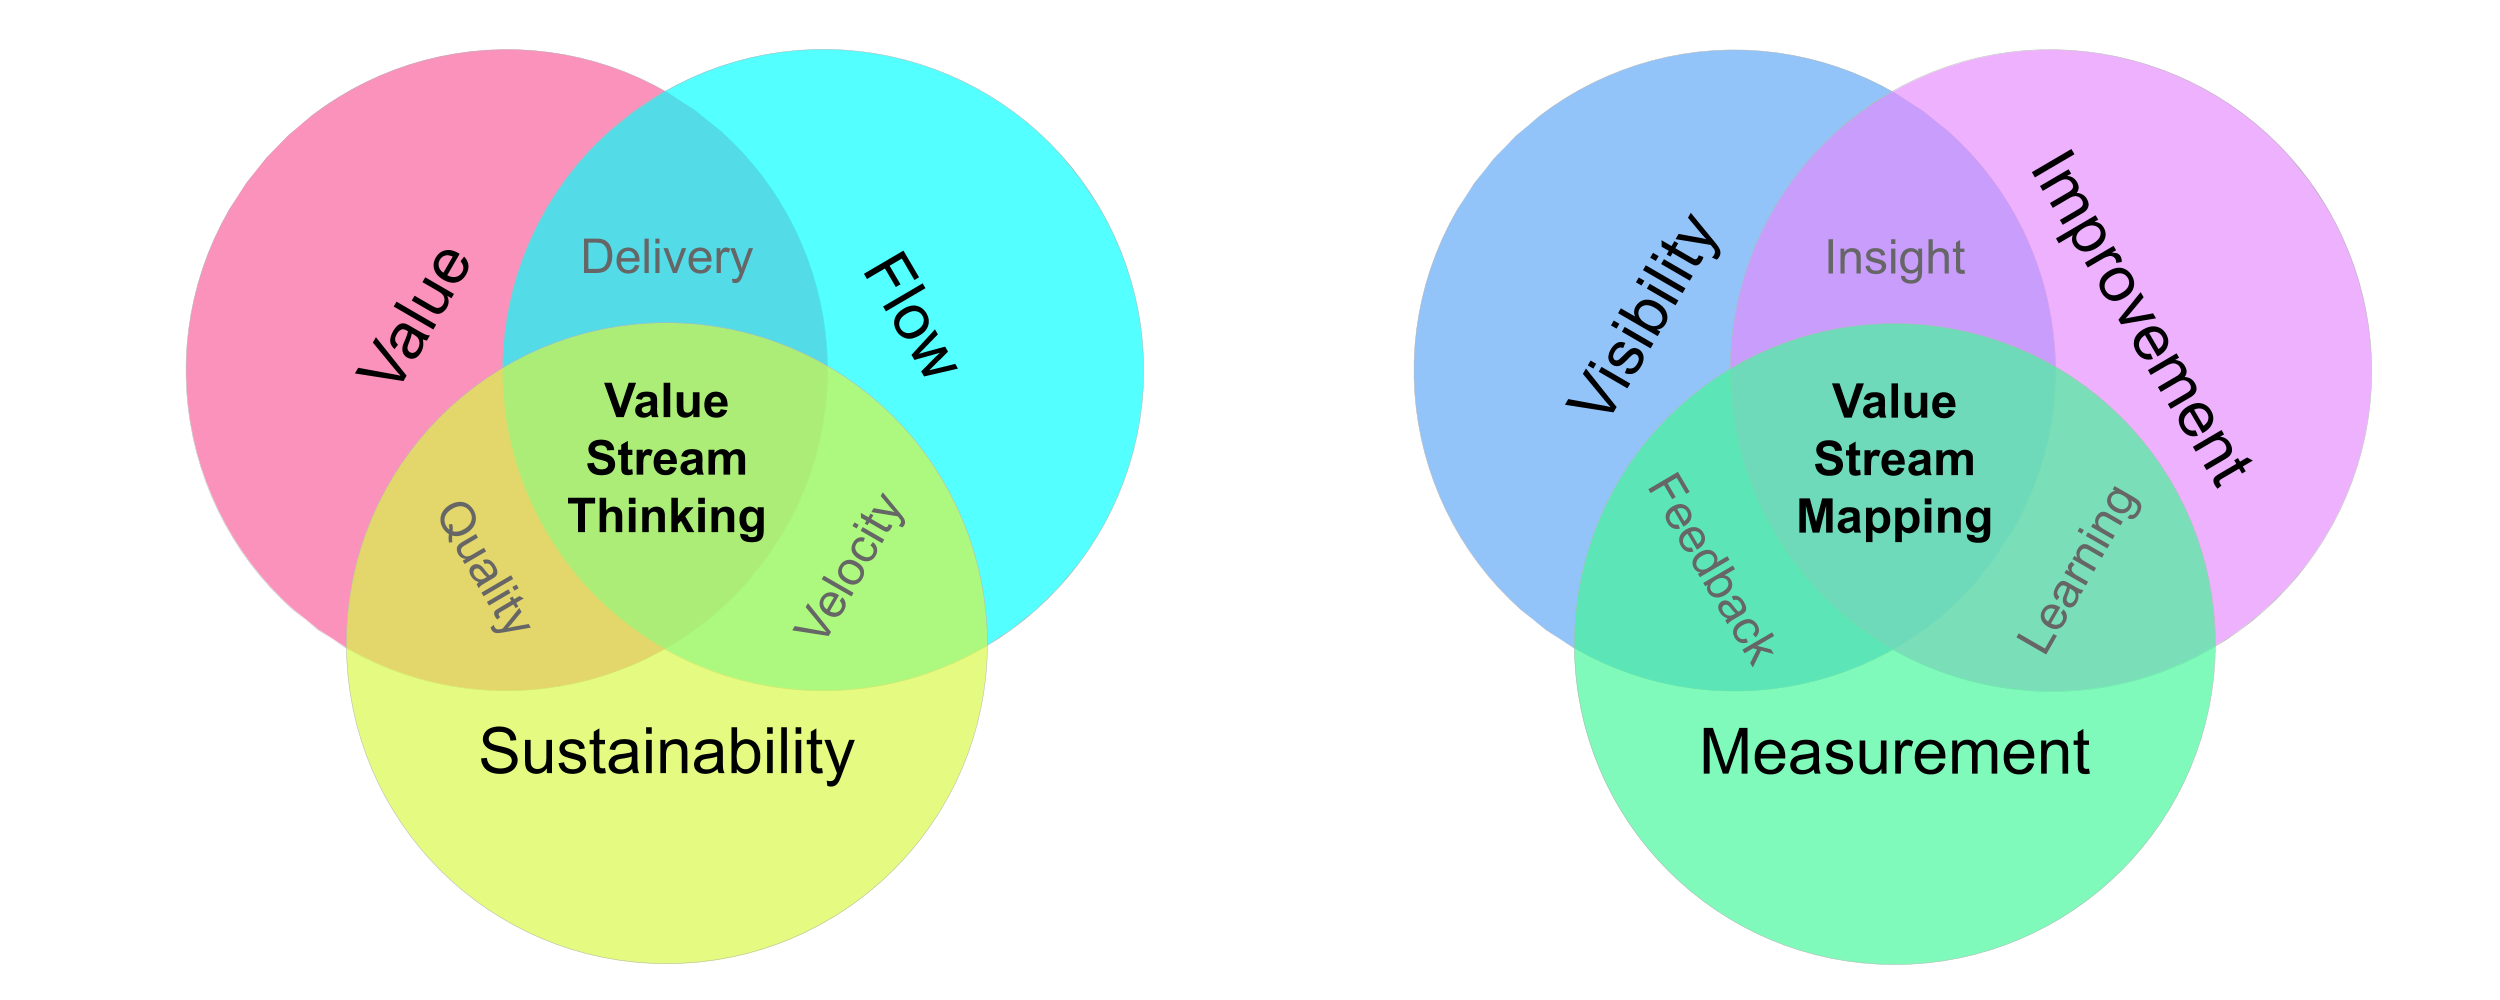 Value
Delivery
Flow
Value
Stream
Thinking
Quality
Velocity
Sustainability
Visibility
Insight
Improvement
Value
Stream
Mapping
Feedback
Learning
Measurement